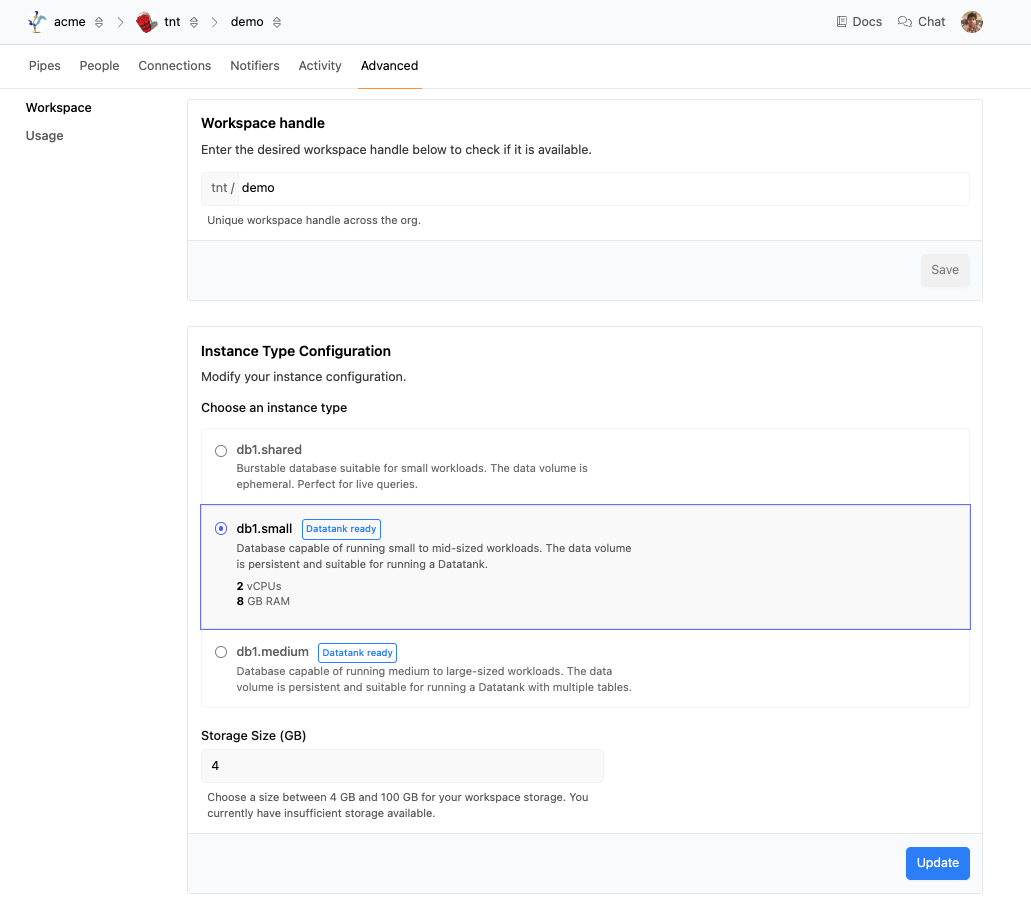 acme tnt demo Docs Chat
Pipes People Connections Notifiers Activity Advanced
Workspace
Usage
Workspace handle
Enter the desired workspace handle below to check if it is available.
tnt / demo
Unique workspace handle across the org.
Save
Instance Type Configuration
Modify your instance configuration.
Choose an instance type
db1.shared
Burstable database suitable for small workloads. The data volume is
ephemeral. Perfect for live queries.
db1.small Datatank ready
Database capable of running small to mid-sized workloads. The data volume
is persistent and suitable for running a Datatank.
2 vCPUs
8 GB RAM
db1.medium Datatank ready
Database capable of running medium to large-sized workloads. The data
volume is persistent and suitable for running a Datatank with multiple tables.
Storage Size (GB)
4
Choose a size between 4 GB and 100 GB for your workspace storage. You
currently have insufficient storage available.
Update